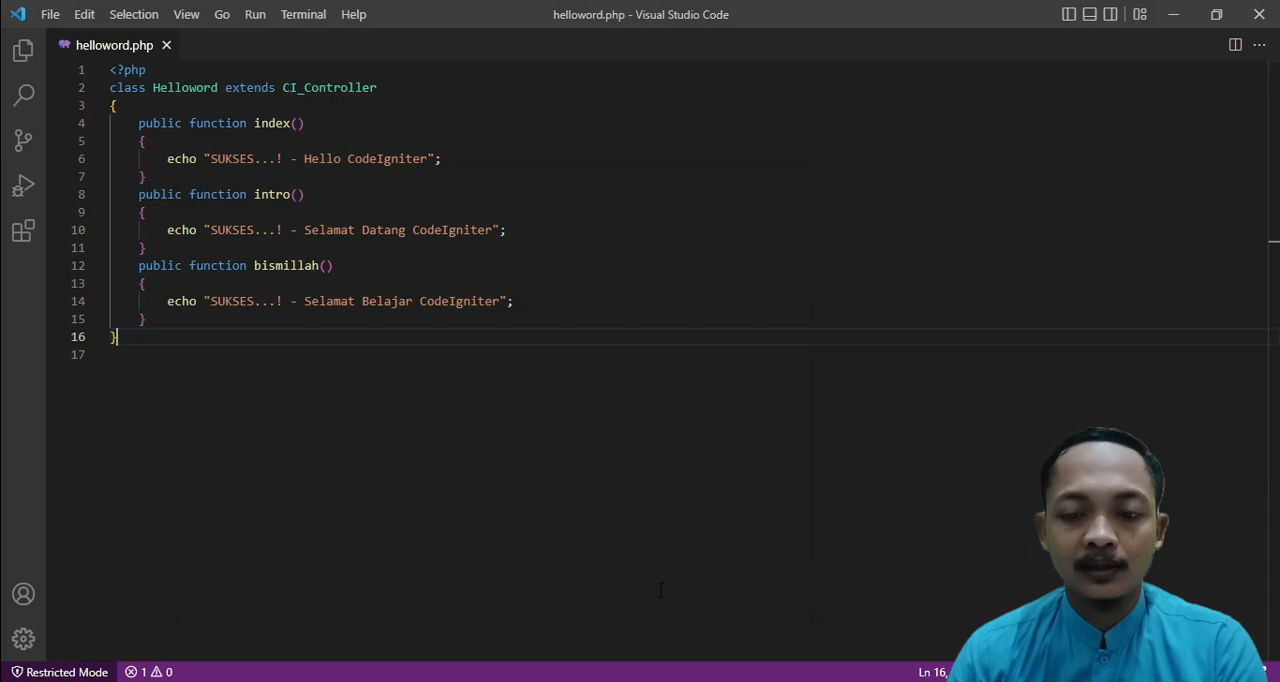 File Edit Selection View Go Run Terminal Help helloword.php - Visual Studio Code
helloword.php
1 <?php
2 class Helloword extends CI_Controller
3 {
4 public function index()
5 {
6 echo "SUKSES...! - Hello CodeIgniter";
7 }
8 public function intro()
9 {
10 echo "SUKSES...! - Selamat Datang CodeIgniter";
11 }
12 public function bismillah()
13 {
14 echo "SUKSES...! - Selamat Belajar CodeIgniter";
15 }
16 }
17
Restricted Mode 1 0 Ln 16,